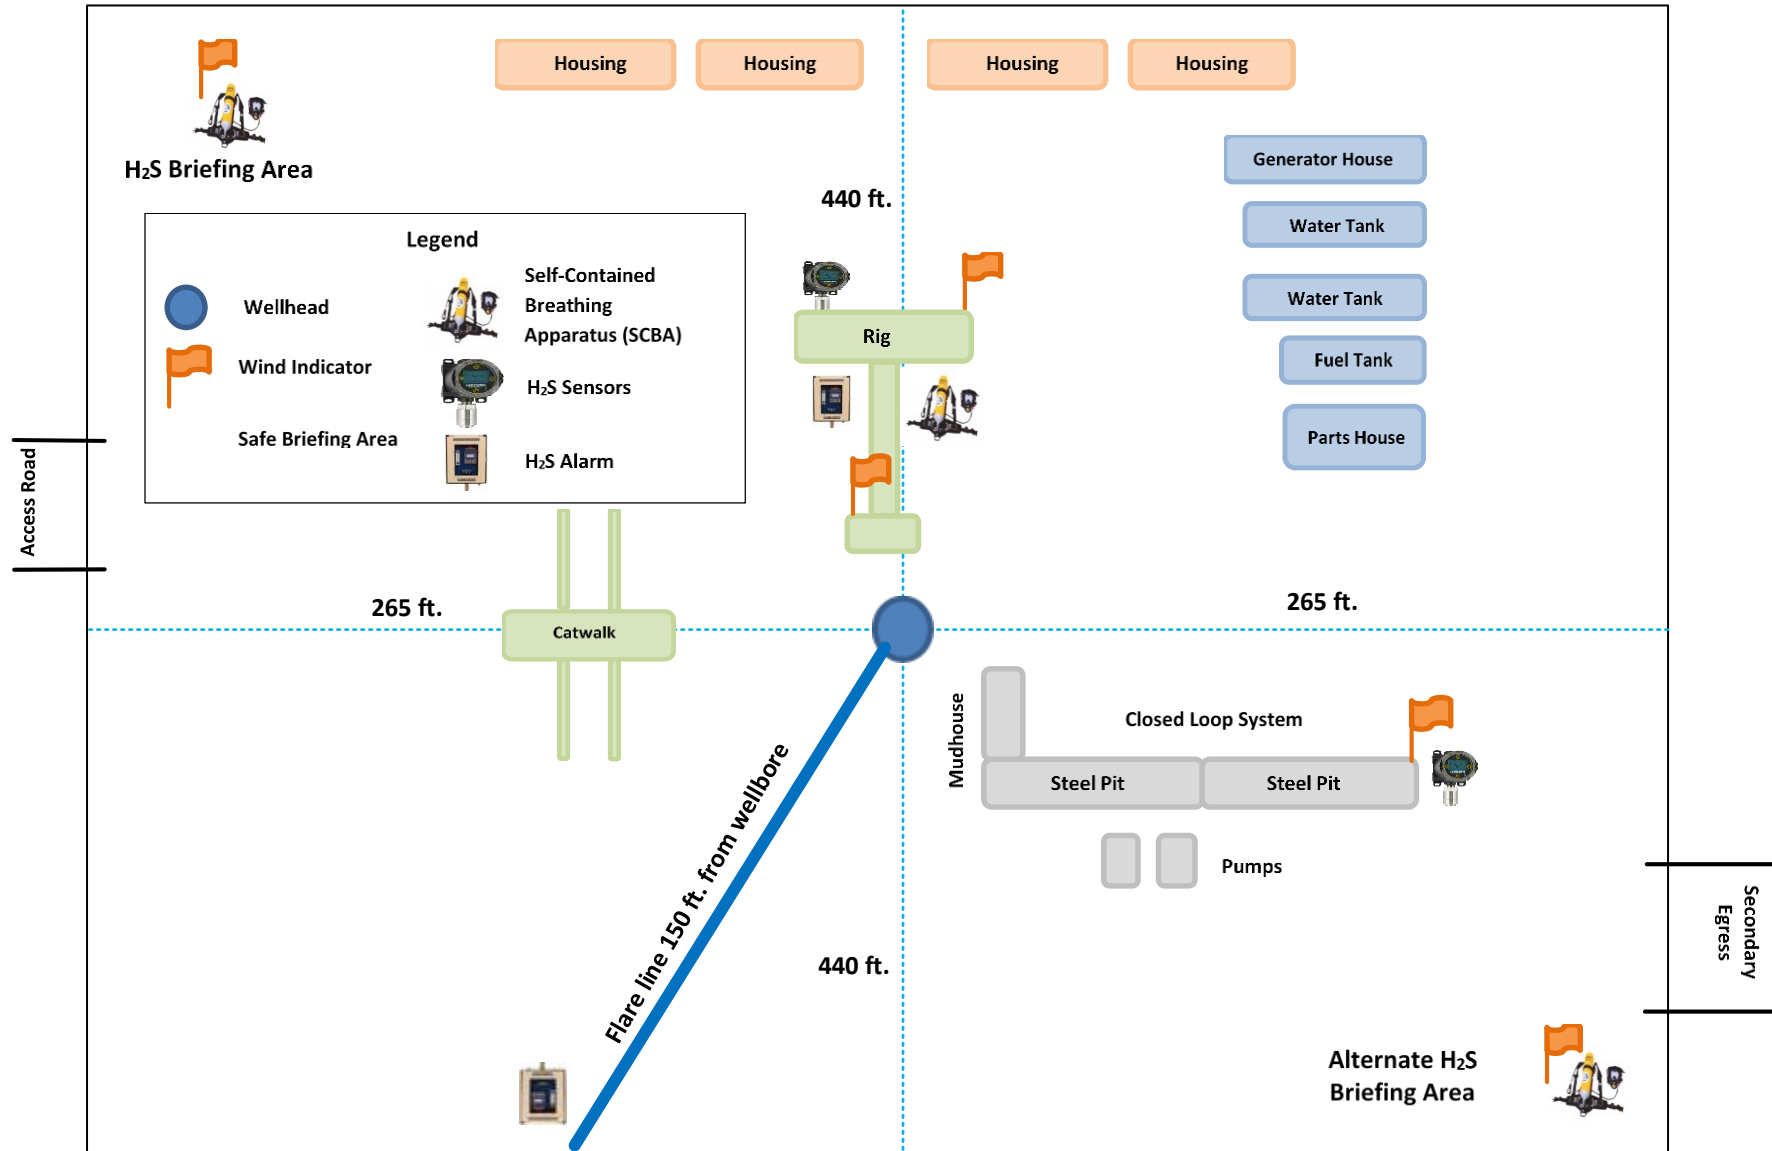 Housing
Housing
Housing
Housing
H₂S Briefing Area
Generator House
440 ft.
Water Tank
Legend
Wellhead
Self-Contained
Breathing
Apparatus (SCBA)
Wind Indicator
H₂S Sensors
Safe Briefing Area
H₂S Alarm
Rig
Water Tank
Fuel Tank
Parts House
Access Road
265 ft.
265 ft.
Catwalk
Mudhouse
Closed Loop System
Steel Pit
Steel Pit
Pumps
Flare line 150 ft. from wellbore
440 ft.
Secondary
Egress
Alternate H₂S
Briefing Area